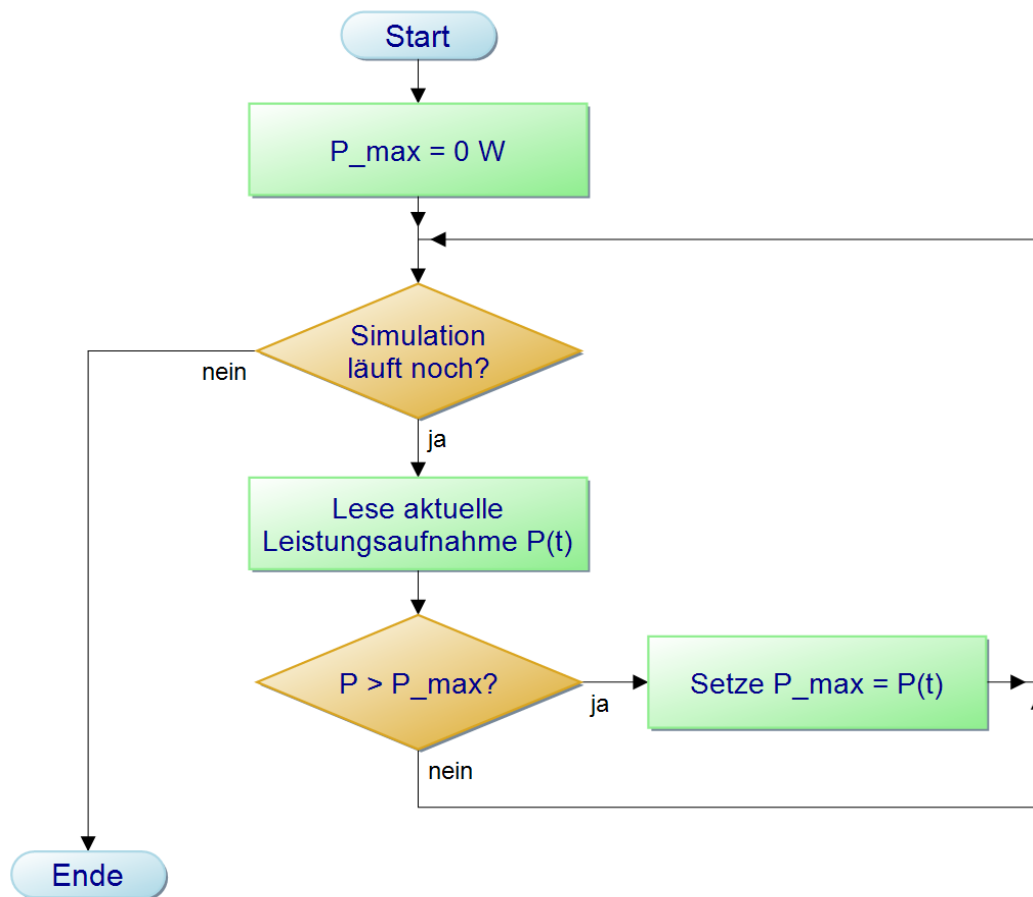 Start
P_max = 0 W
Simulation
läuft noch?
nein
ja
Lese aktuelle
Leistungsaufnahme P(t)
P > P_max?
ja
Setze P_max = P(t)
nein
Ende